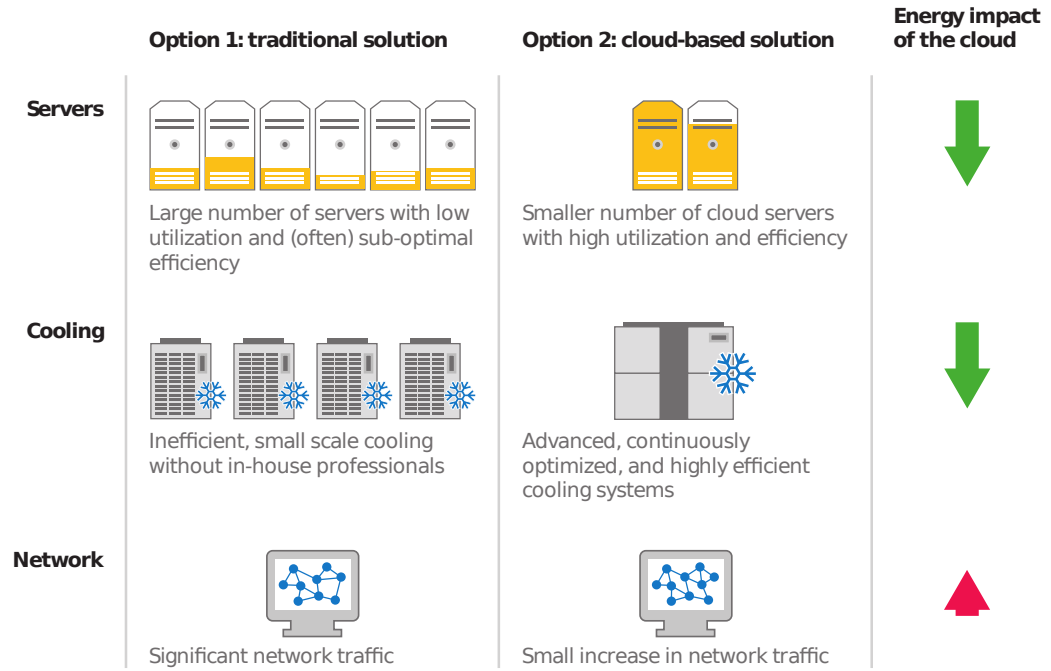 Option 1: traditional solution
Option 2: cloud-based solution
Energy impact
of the cloud
Servers
Large number of servers with low
utilization and (often) sub-optimal
efficiency
Smaller number of cloud servers
with high utilization and efficiency
Cooling
Inefficient, small scale cooling
without in-house professionals
Advanced, continuously
optimized, and highly efficient
cooling systems
Network
Significant network traffic
Small increase in network traffic